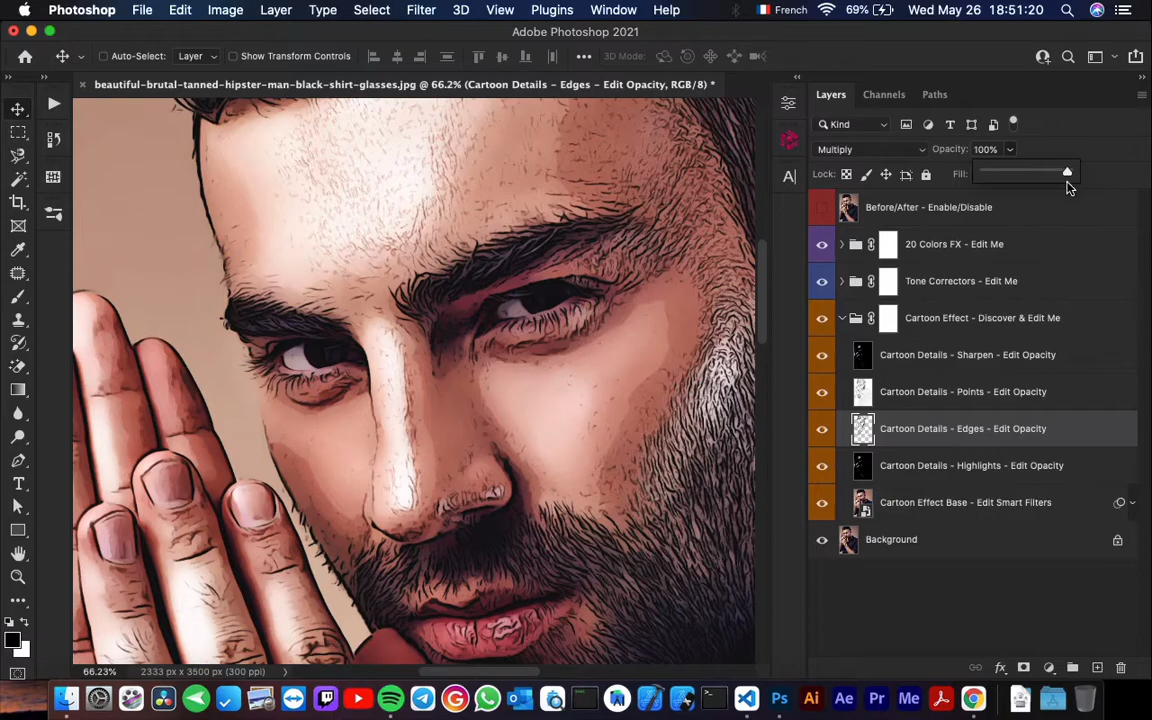 Photoshop File Edit Image Layer Type Select Filter 3D View Plugins Window Help French 69% Wed May 26 18:51:20
Adobe Photoshop 2021
Auto-Select: Layer Show Transform Controls 3D Mode:
beautiful-brutal-tanned-hipster-man-black-shirt-glasses.jpg @ 66.2% (Cartoon Details - Edges - Edit Opacity, RGB/8) *
Layers Channels Paths
Kind
Multiply Opacity: 100%
Lock: Fill:
Before/After - Enable/Disable
20 Colors FX - Edit Me
Tone Correctors - Edit Me
Cartoon Effect - Discover & Edit Me
Cartoon Details - Sharpen - Edit Opacity
Cartoon Details - Points - Edit Opacity
Cartoon Details - Edges - Edit Opacity
Cartoon Details - Highlights - Edit Opacity
Cartoon Effect Base - Edit Smart Filters
Background
66.23% 2333 px x 3500 px (300 ppi)
Ps Ai Ae Pr Me